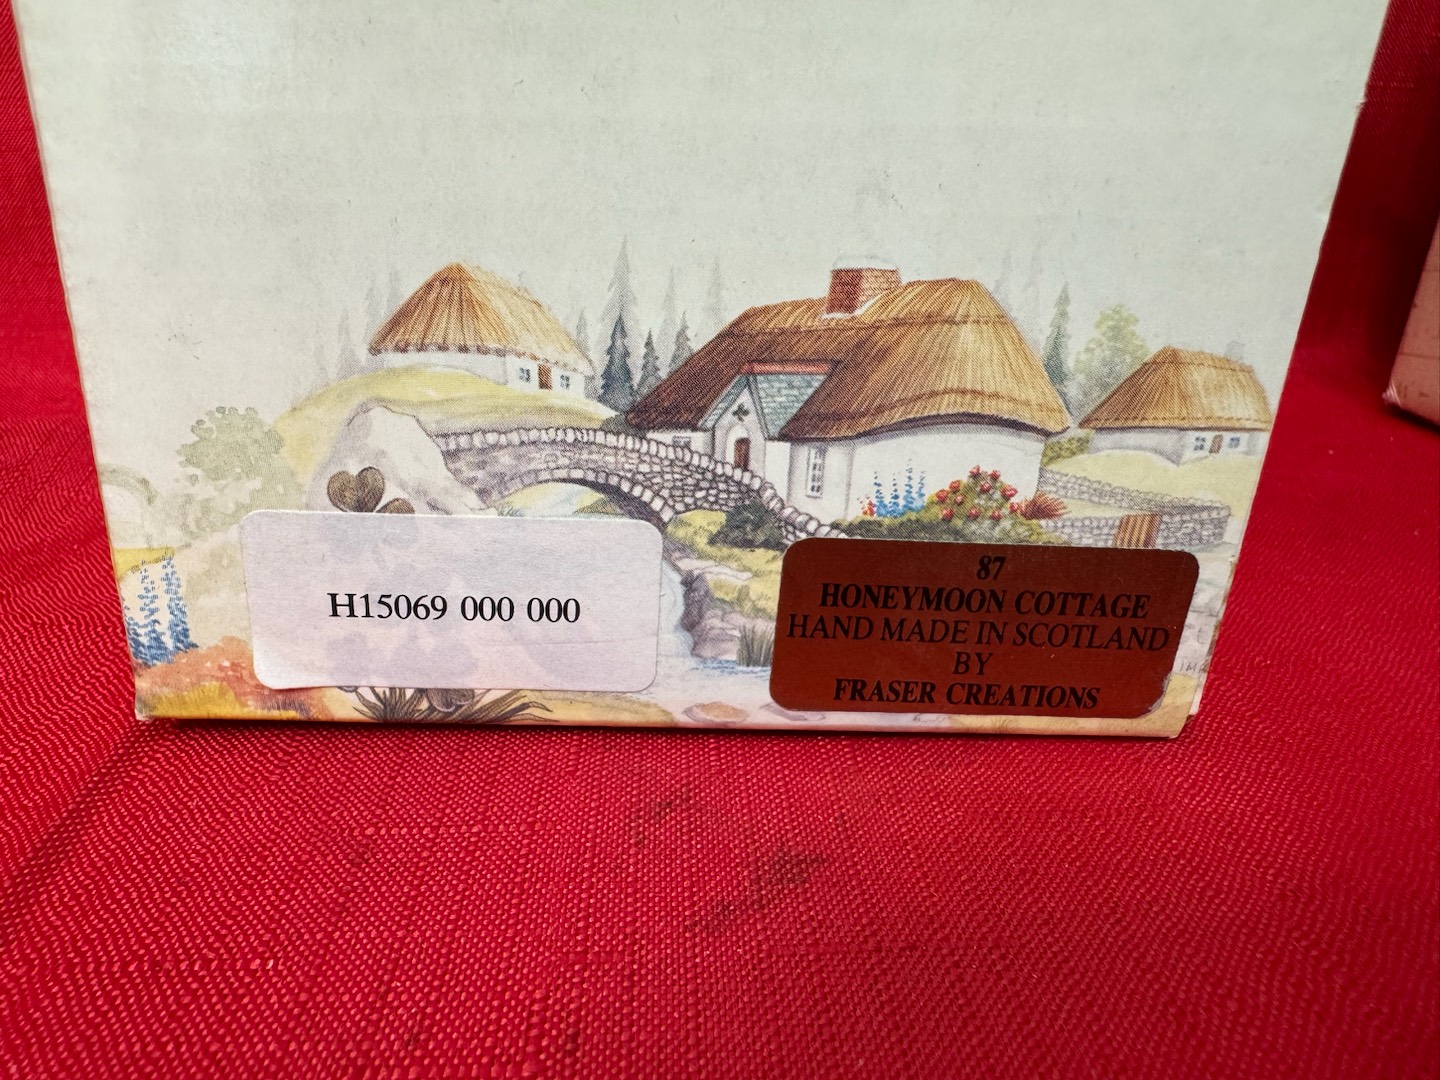 H15069 000 000
87
HONEYMOON COTTAGE
HAND MADE IN SCOTLAND
BY
FRASER CREATIONS